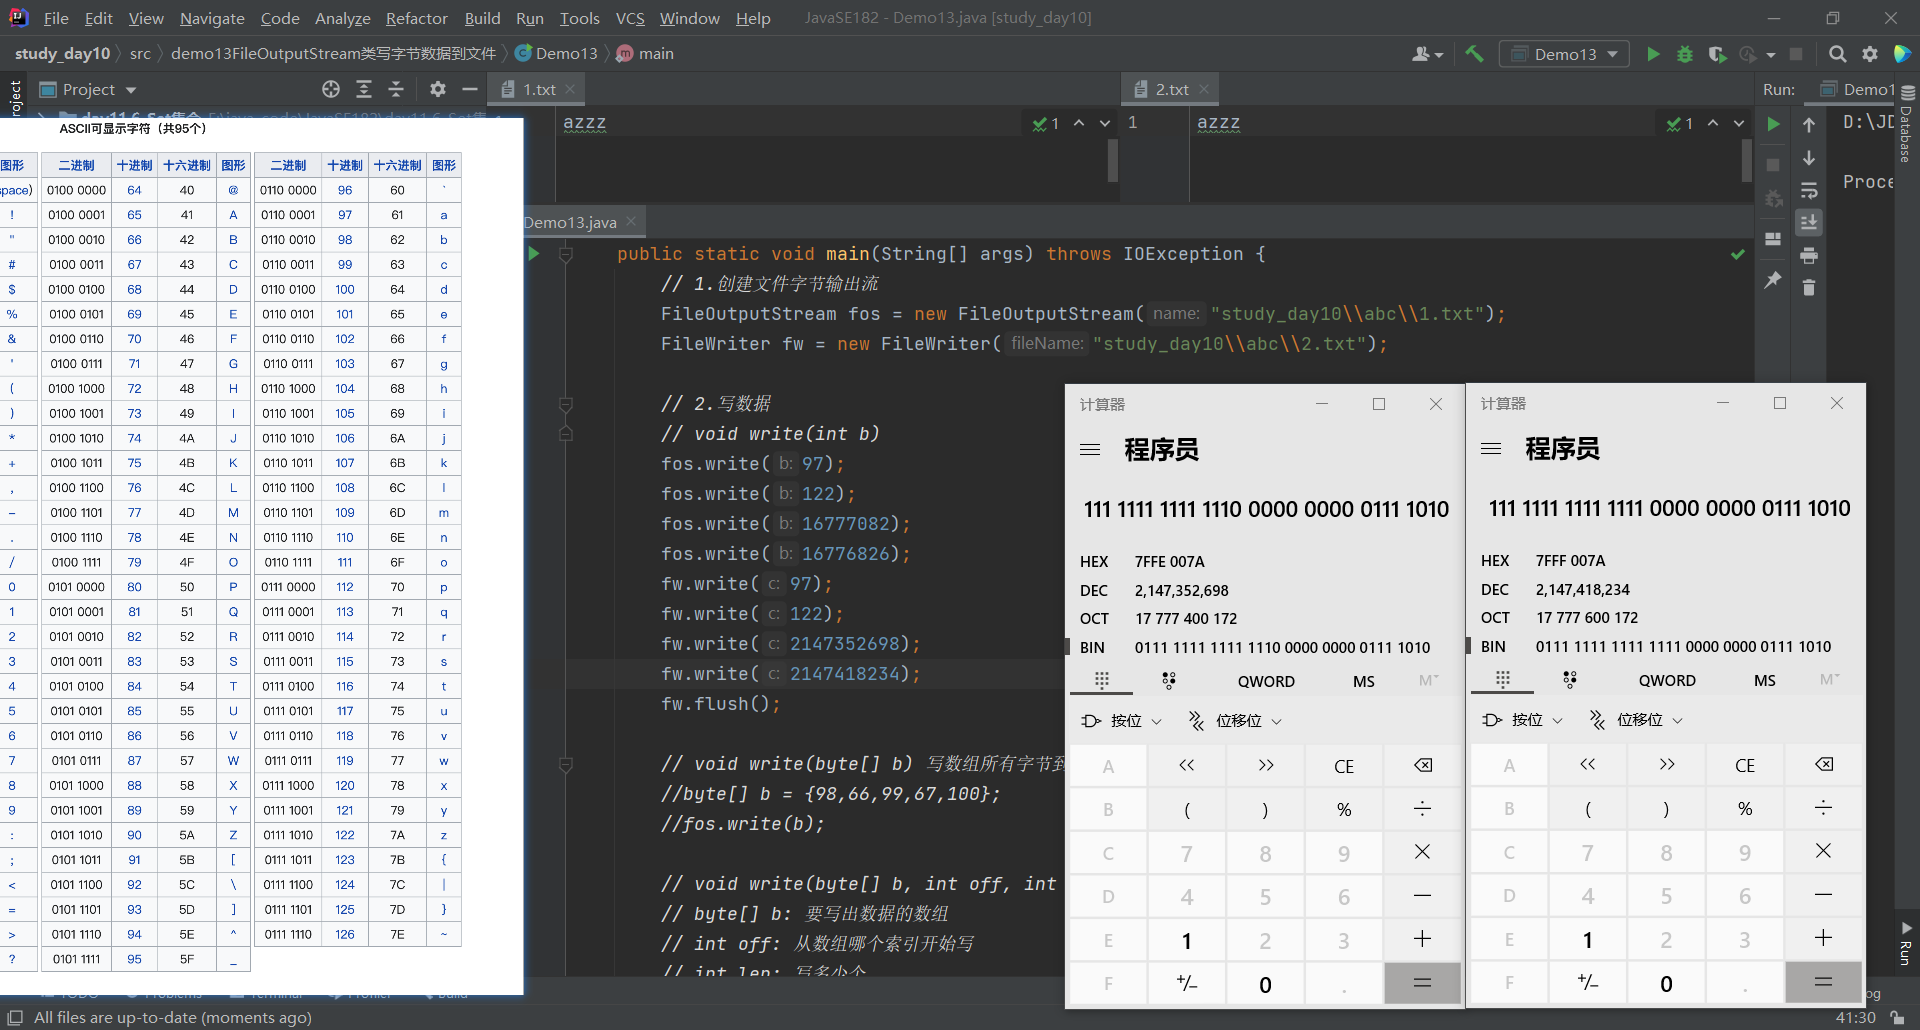 File Edit View Navigate Code Analyze Refactor Build Run Tools VCS Window Help JavaSE182 - Demo13.java [study_day10]
study_day10 src demo13FileOutputStream类写字节数据到文件 Demo13 main Demo13
Project 1.txt 2.txt Run: Demo1
azzz 1 1 azzz 1 D:\JD
Proce
Database
ASCII可显示字符（共95个）
图形 二进制 十进制 十六进制 图形 二进制 十进制 十六进制 图形
pace) 0100 0000 64 40 @ 0110 0000 96 60 `
! 0100 0001 65 41 A 0110 0001 97 61 a
" 0100 0010 66 42 B 0110 0010 98 62 b
# 0100 0011 67 43 C 0110 0011 99 63 c
$ 0100 0100 68 44 D 0110 0100 100 64 d
% 0100 0101 69 45 E 0110 0101 101 65 e
& 0100 0110 70 46 F 0110 0110 102 66 f
' 0100 0111 71 47 G 0110 0111 103 67 g
( 0100 1000 72 48 H 0110 1000 104 68 h
) 0100 1001 73 49 I 0110 1001 105 69 i
* 0100 1010 74 4A J 0110 1010 106 6A j
+ 0100 1011 75 4B K 0110 1011 107 6B k
, 0100 1100 76 4C L 0110 1100 108 6C l
- 0100 1101 77 4D M 0110 1101 109 6D m
. 0100 1110 78 4E N 0110 1110 110 6E n
/ 0100 1111 79 4F O 0110 1111 111 6F o
0 0101 0000 80 50 P 0111 0000 112 70 p
1 0101 0001 81 51 Q 0111 0001 113 71 q
2 0101 0010 82 52 R 0111 0010 114 72 r
3 0101 0011 83 53 S 0111 0011 115 73 s
4 0101 0100 84 54 T 0111 0100 116 74 t
5 0101 0101 85 55 U 0111 0101 117 75 u
6 0101 0110 86 56 V 0111 0110 118 76 v
7 0101 0111 87 57 W 0111 0111 119 77 w
8 0101 1000 88 58 X 0111 1000 120 78 x
9 0101 1001 89 59 Y 0111 1001 121 79 y
: 0101 1010 90 5A Z 0111 1010 122 7A z
; 0101 1011 91 5B [ 0111 1011 123 7B {
< 0101 1100 92 5C \ 0111 1100 124 7C |
= 0101 1101 93 5D ] 0111 1101 125 7D }
> 0101 1110 94 5E ^ 0111 1110 126 7E ~
? 0101 1111 95 5F _
Demo13.java
public static void main(String[] args) throws IOException {
// 1.创建文件字节输出流
FileOutputStream fos = new FileOutputStream( name: "study_day10\\abc\\1.txt");
FileWriter fw = new FileWriter( fileName: "study_day10\\abc\\2.txt");
// 2.写数据
// void write(int b)
fos.write( b: 97);
fos.write( b: 122);
fos.write( b: 16777082);
fos.write( b: 16776826);
fw.write( c: 97);
fw.write( c: 122);
fw.write( c: 2147352698);
fw.write( c: 2147418234);
fw.flush();
// void write(byte[] b) 写数组所有字节到
//byte[] b = {98,66,99,67,100};
//fos.write(b);
// void write(byte[] b, int off, int
// byte[] b: 要写出数据的数组
// int off: 从数组哪个索引开始写
// int len: 写多少个
计算器
程序员
111 1111 1111 1110 0000 0000 0111 1010
HEX 7FFE 007A
DEC 2,147,352,698
OCT 17 777 400 172
BIN 0111 1111 1111 1110 0000 0000 0111 1010
QWORD MS M
按位 位移位
A << >> CE
B ( ) % ÷
C 7 8 9 ×
D 4 5 6 −
E 1 2 3 +
F +/− 0 . =
计算器
程序员
111 1111 1111 1111 0000 0000 0111 1010
HEX 7FFF 007A
DEC 2,147,418,234
OCT 17 777 600 172
BIN 0111 1111 1111 1111 0000 0000 0111 1010
QWORD MS M
按位 位移位
A << >> CE
B ( ) % ÷
C 7 8 9 ×
D 4 5 6 −
E 1 2 3 +
F +/− 0 . =
Run
og
All files are up-to-date (moments ago) 41:30